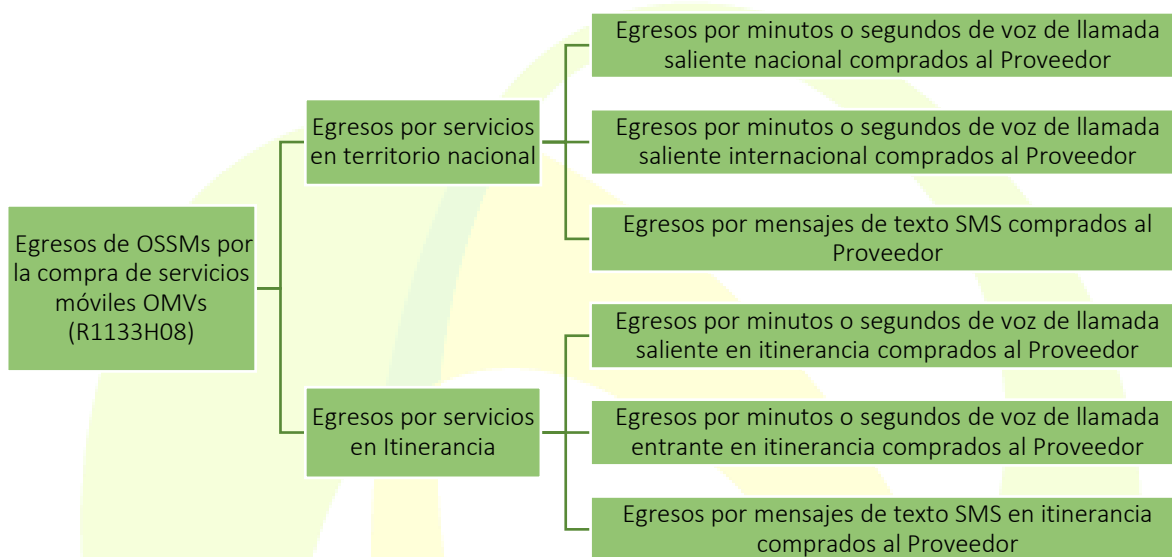 Egresos de OSSMs por
la compra de servicios
móviles OMVs
(R1133H08)
Egresos por servicios
en territorio nacional
Egresos por minutos o segundos de voz de llamada
saliente nacional comprados al Proveedor
Egresos por minutos o segundos de voz de llamada
saliente internacional comprados al Proveedor
Egresos por mensajes de texto SMS comprados al
Proveedor
Egresos por servicios
en Itinerancia
Egresos por minutos o segundos de voz de llamada
saliente en itinerancia comprados al Proveedor
Egresos por minutos o segundos de voz de llamada
entrante en itinerancia comprados al Proveedor
Egresos por mensajes de texto SMS en itinerancia
comprados al Proveedor